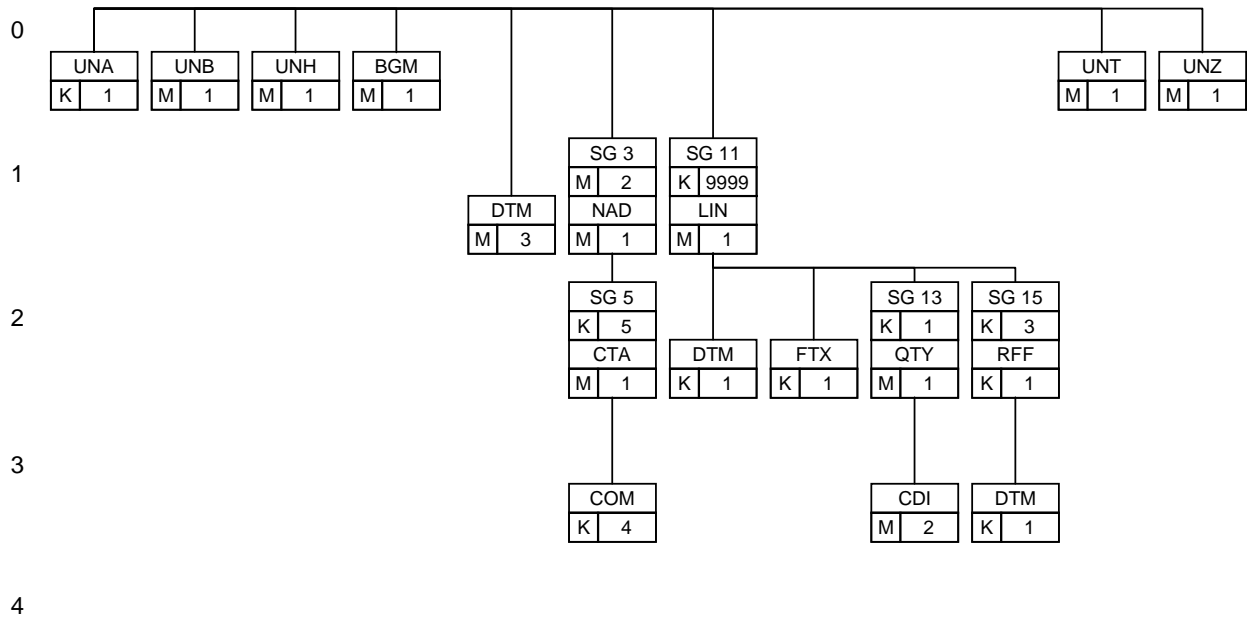 0
UNA UNB UNH BGM UNT UNZ
K 1 M 1 M 1 M 1 M 1 M 1
SG 3 SG 11
1
M 2 K 9999
DTM NAD LIN
M 3 M 1 M 1
SG 5 SG 13 SG 15
2
K 5 K 1 K 3
CTA DTM FTX QTY RFF
M 1 K 1 K 1 M 1 K 1
3
COM CDI DTM
K 4 M 2 K 1
4